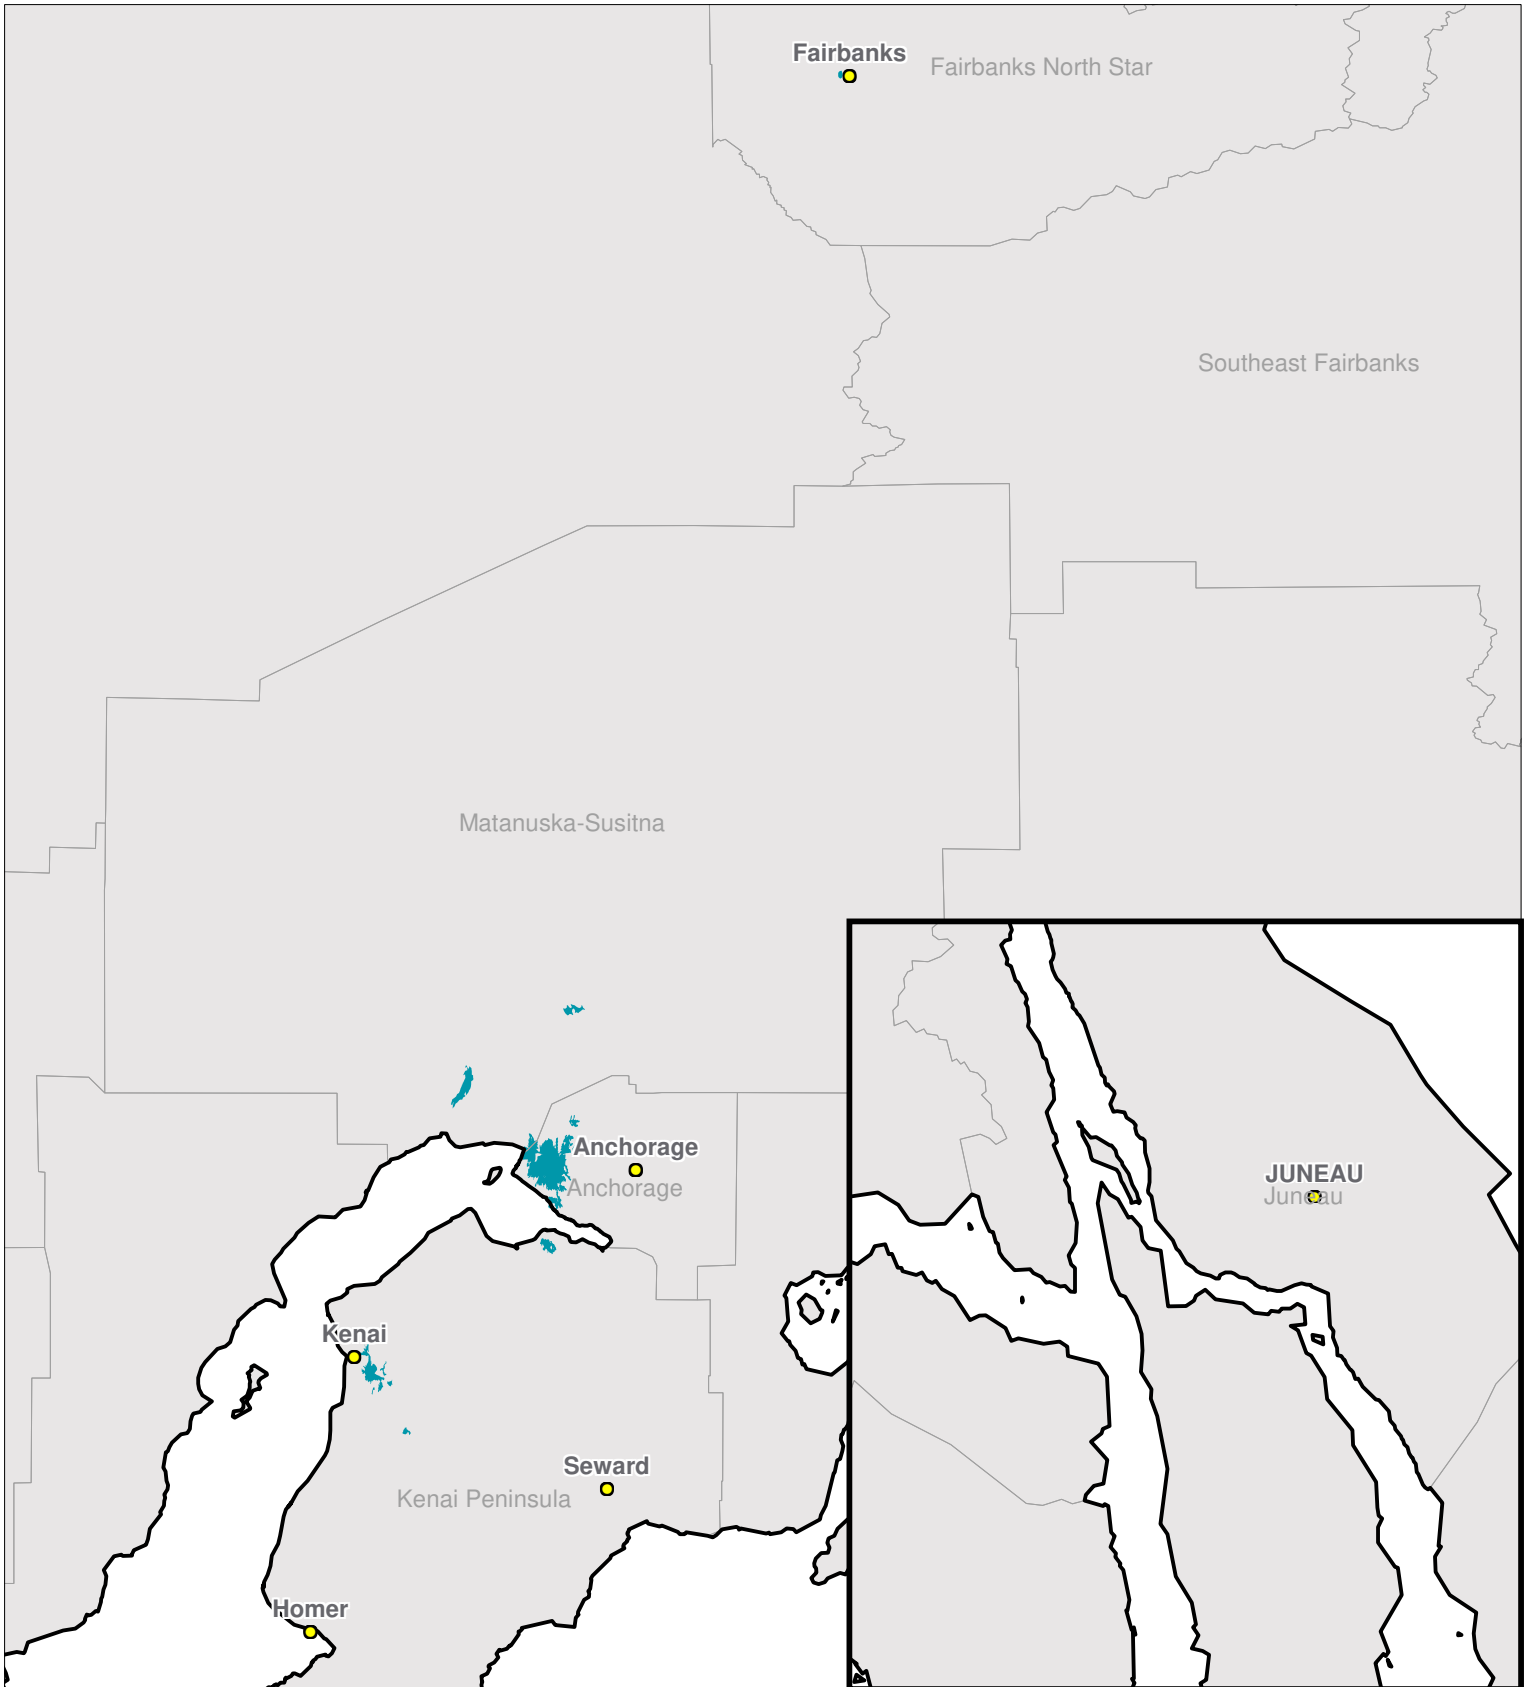 Fairbanks
Fairbanks North Star
Southeast Fairbanks
Matanuska-Susitna
Anchorage
Anchorage
JUNEAU
Juneau
Kenai
Seward
Kenai Peninsula
Homer